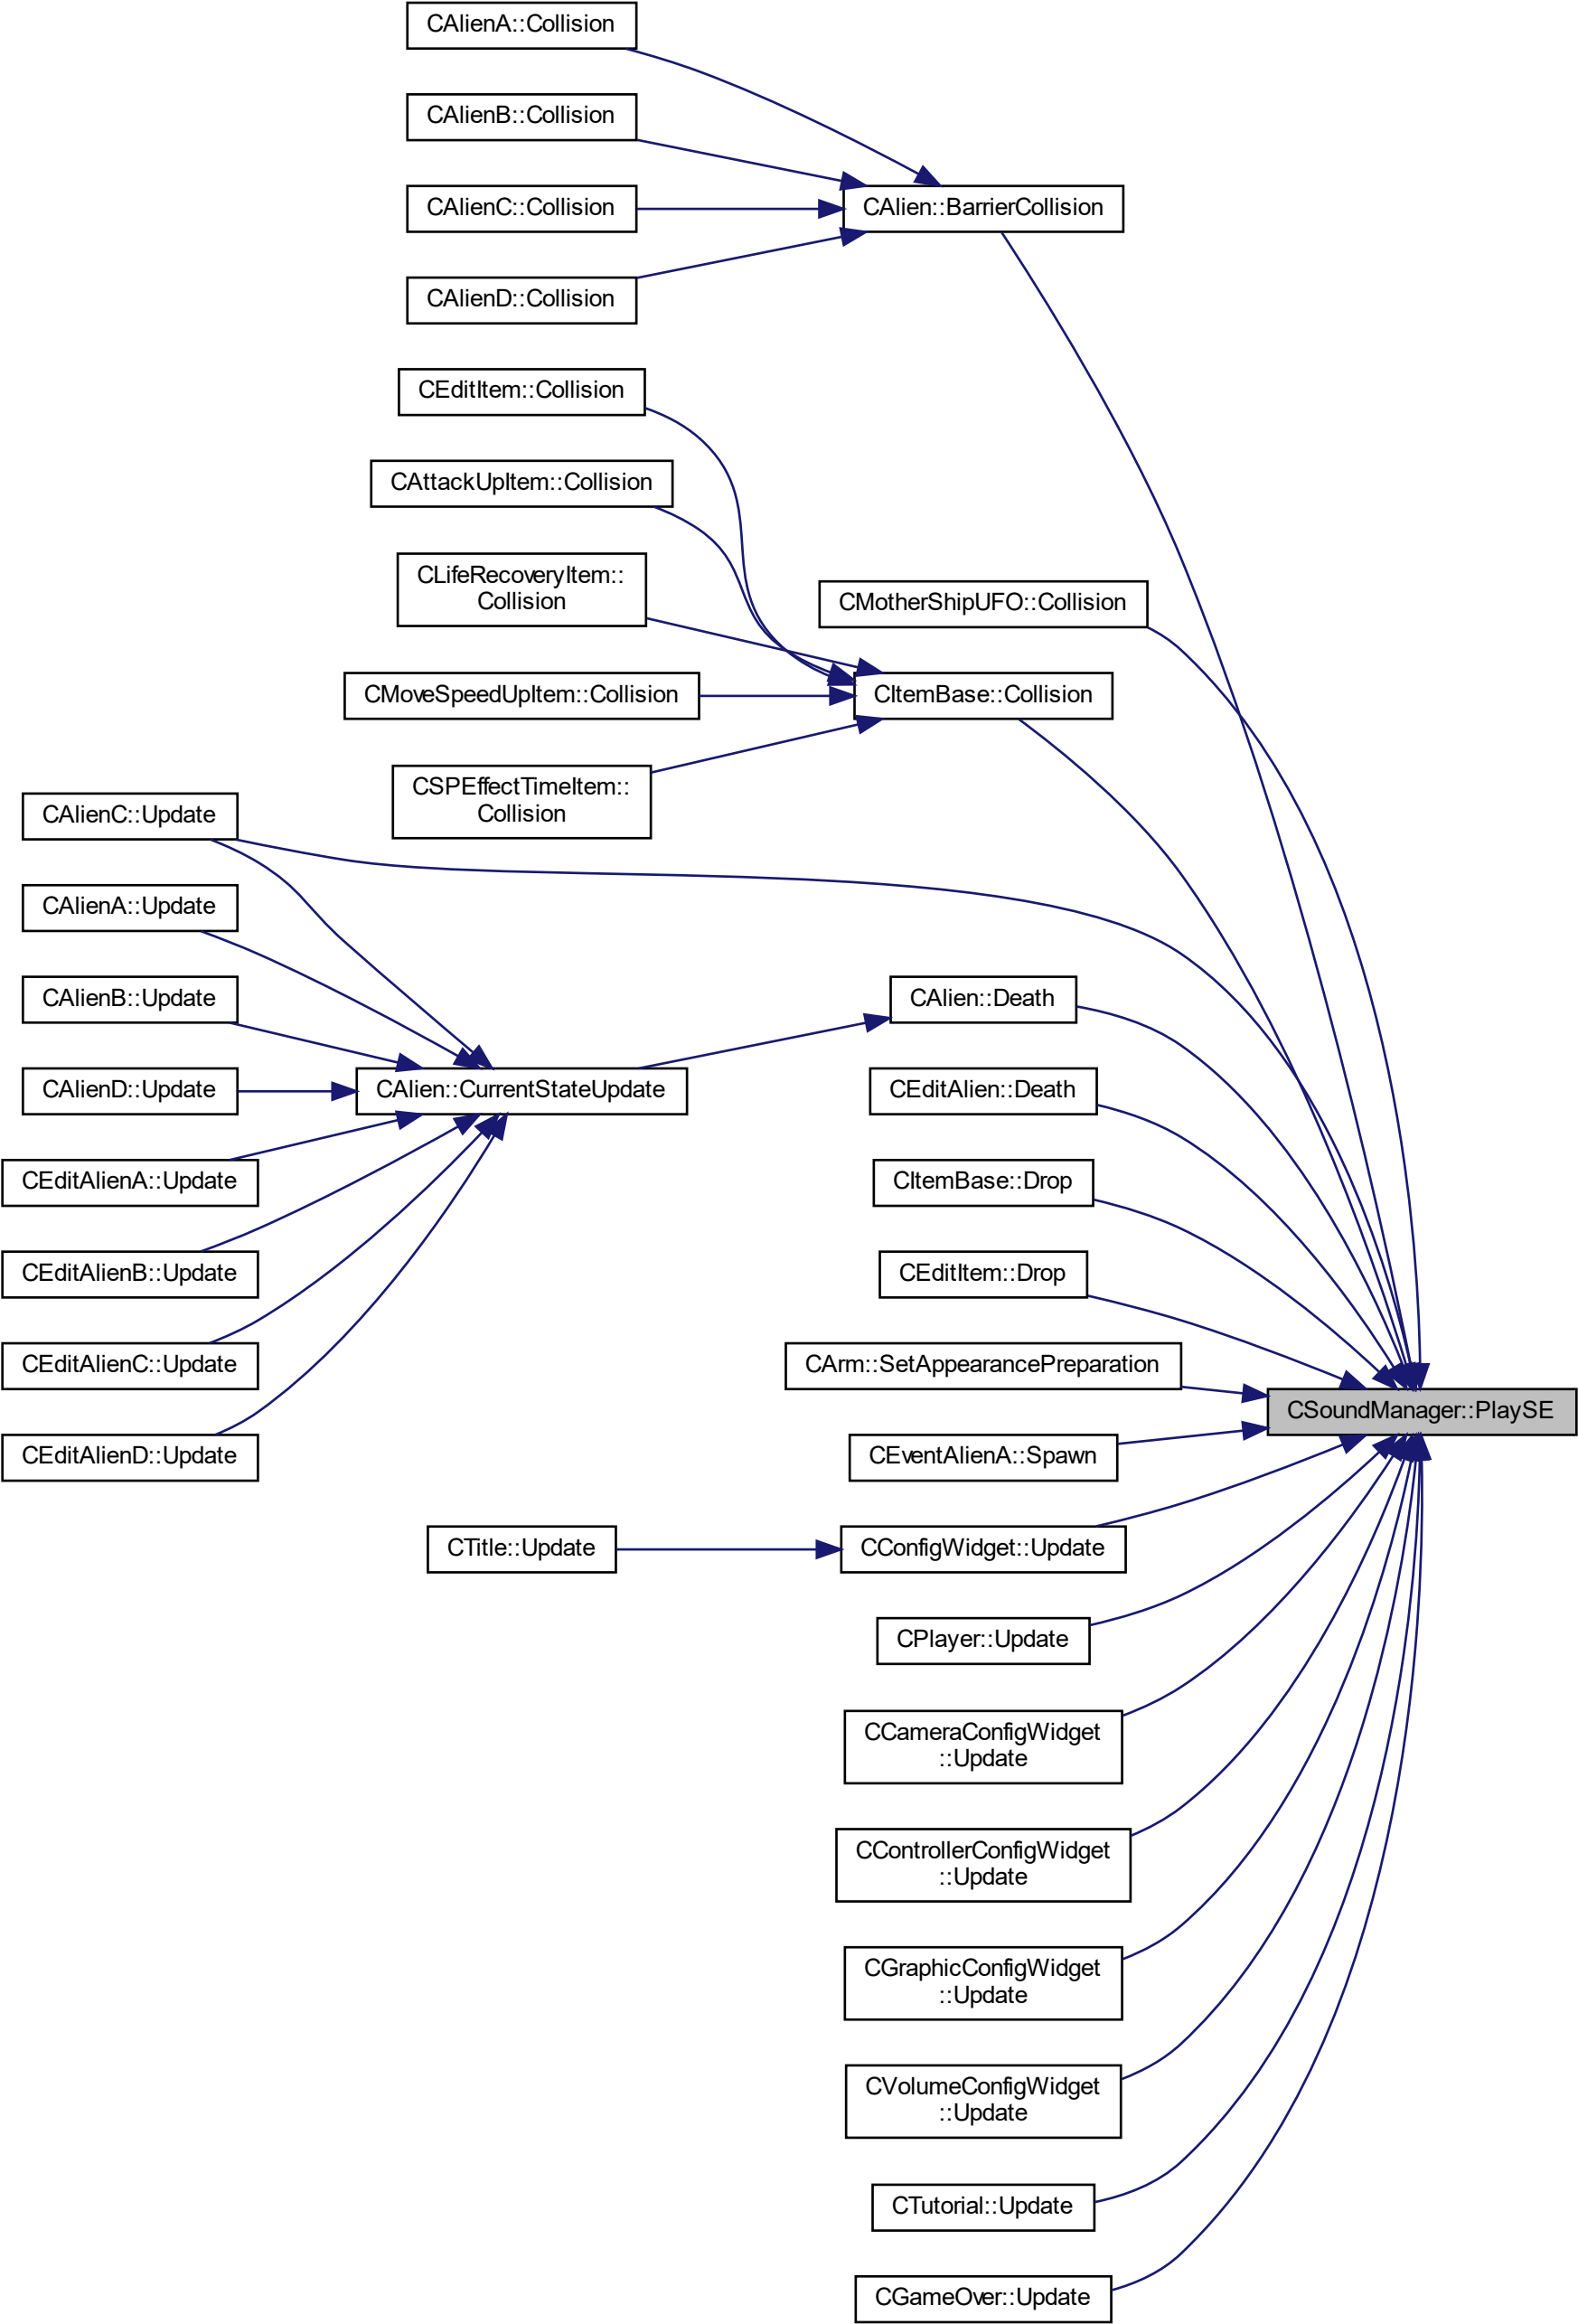 CAlienA::Collision
CAlienB::Collision
CAlienC::Collision
CAlien::BarrierCollision
CAlienD::Collision
CEditItem::Collision
CAttackUpItem::Collision
CLifeRecoveryItem::
Collision
CMotherShipUFO::Collision
CMoveSpeedUpItem::Collision
CItemBase::Collision
CSPEffectTimeItem::
Collision
CAlienC::Update
CAlienA::Update
CAlienB::Update
CAlien::Death
CAlienD::Update
CAlien::CurrentStateUpdate
CEditAlien::Death
CEditAlienA::Update
CItemBase::Drop
CEditAlienB::Update
CEditItem::Drop
CEditAlienC::Update
CArm::SetAppearancePreparation
CSoundManager::PlaySE
CEditAlienD::Update
CEventAlienA::Spawn
CTitle::Update
CConfigWidget::Update
CPlayer::Update
CCameraConfigWidget
::Update
CControllerConfigWidget
::Update
CGraphicConfigWidget
::Update
CVolumeConfigWidget
::Update
CTutorial::Update
CGameOver::Update